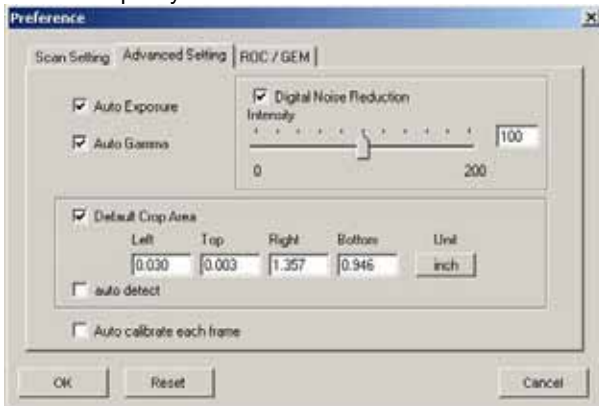 Preference
Scan Setting Advanced Setting ROC / GEM
Auto Exposure
Auto Gamma
Digital Noise Reduction
Intensity
100
0 200
Default Crop Area
Left Top Right Bottom Unit
0.030 0.003 1.357 0.946 inch
auto detect
Auto calibrate each frame
OK Reset Cancel